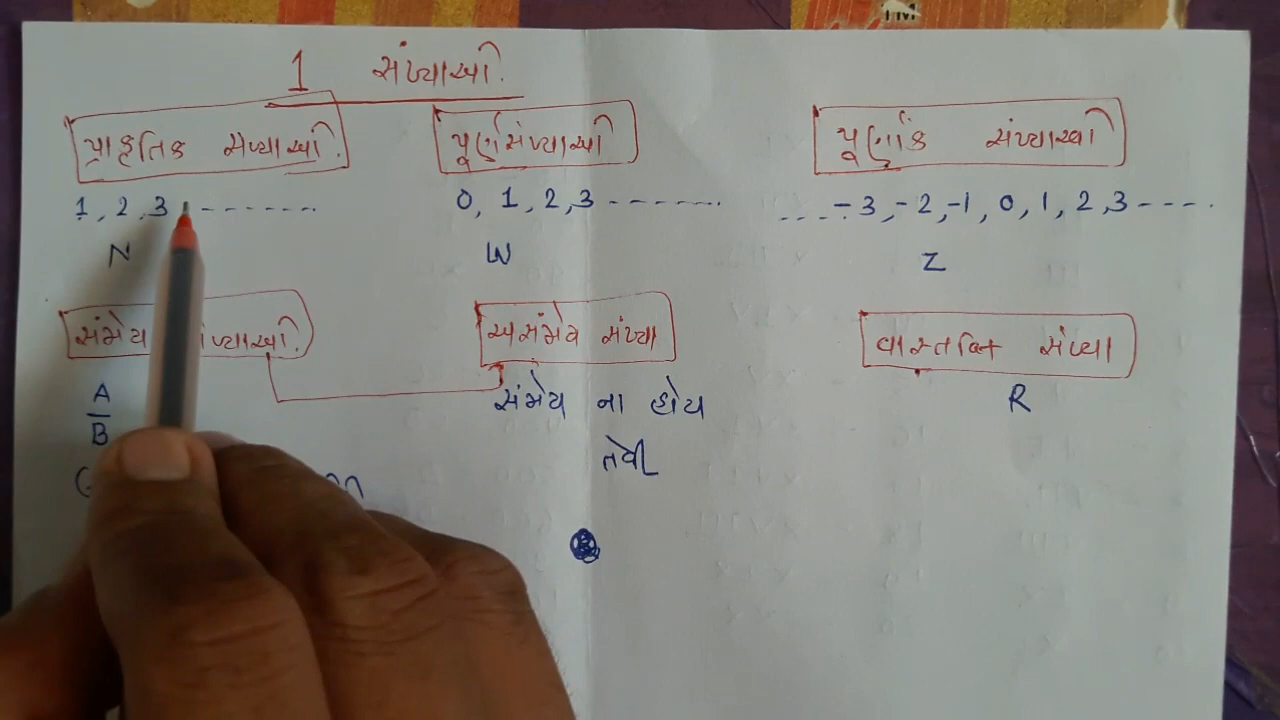 1 સંખ્યાઓ.
પ્રાકૃતિક સંખ્યાઓ.
પૂર્ણ સંખ્યાઓ
પૂર્ણાંક સંખ્યાઓ
1, 2, 3 -------
0, 1, 2, 3 -------
.... -3, -2, -1, 0, 1, 2, 3 ----.
N
W
Z
સંમેય
અસંમેય સંખ્યા
વાસ્તવિક સંખ્યા
A
B
સંમેય ના હોય
R
તેવી